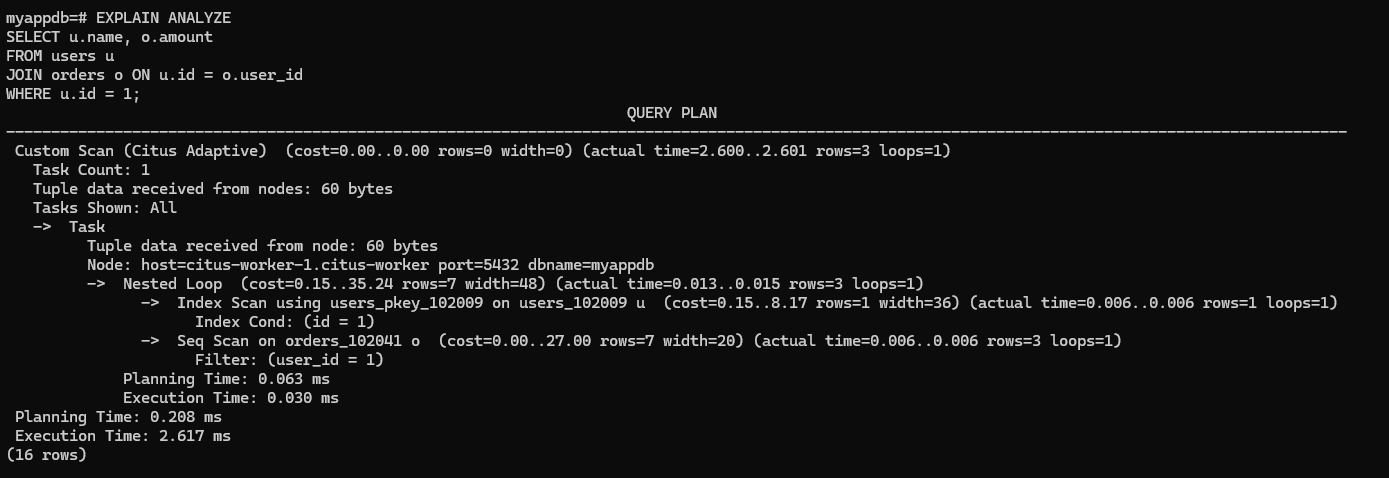 myappdb=# EXPLAIN ANALYZE
SELECT u.name, o.amount
FROM users u
JOIN orders o ON u.id = o.user_id
WHERE u.id = 1;
QUERY PLAN
Custom Scan (Citus Adaptive)  (cost=0.00..0.00 rows=0 width=0) (actual time=2.600..2.601 rows=3 loops=1)
Task Count: 1
Tuple data received from nodes: 60 bytes
Tasks Shown: All
->  Task
Tuple data received from node: 60 bytes
Node: host=citus-worker-1.citus-worker port=5432 dbname=myappdb
->  Nested Loop  (cost=0.15..35.24 rows=7 width=48) (actual time=0.013..0.015 rows=3 loops=1)
->  Index Scan using users_pkey_102009 on users_102009 u  (cost=0.15..8.17 rows=1 width=36) (actual time=0.006..0.006 rows=1 loops=1)
Index Cond: (id = 1)
->  Seq Scan on orders_102041 o  (cost=0.00..27.00 rows=7 width=20) (actual time=0.006..0.006 rows=3 loops=1)
Filter: (user_id = 1)
Planning Time: 0.063 ms
Execution Time: 0.030 ms
Planning Time: 0.208 ms
Execution Time: 2.617 ms
(16 rows)